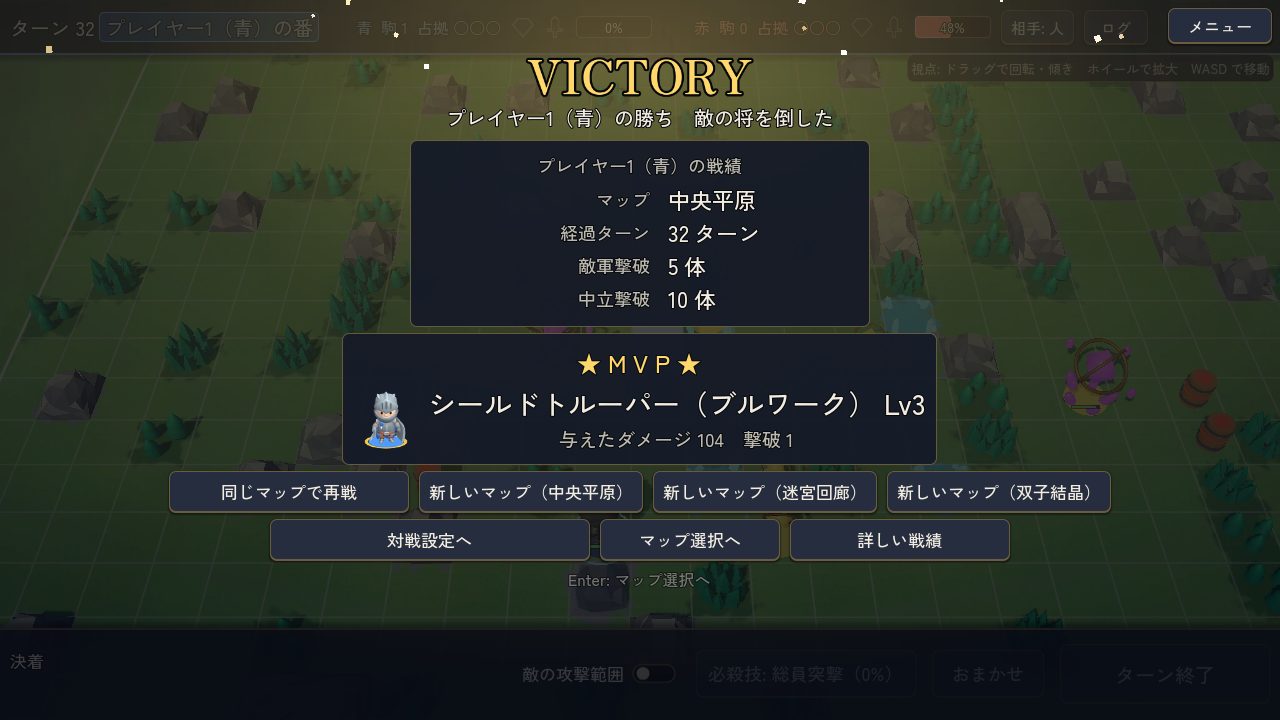 ターン 32 プレイヤー1（青）の番 青 駒 1 占拠 0% 赤 駒 0 占拠 48% 相手: 人 ログ メニュー
視点: ドラッグで回転・傾き ホイールで拡大 WASD で移動
VICTORY
プレイヤー1（青）の勝ち 敵の将を倒した
プレイヤー1（青）の戦績
マップ 中央平原
経過ターン 32 ターン
敵軍撃破 5 体
中立撃破 10 体
★ M V P ★
シールドトルーパー（ブルワーク） Lv3
与えたダメージ 104 撃破 1
同じマップで再戦 新しいマップ（中央平原） 新しいマップ（迷宮回廊） 新しいマップ（双子結晶）
対戦設定へ マップ選択へ 詳しい戦績
Enter: マップ選択へ
決着
敵の攻撃範囲 必殺技: 総員突撃（0%） おまかせ ターン終了